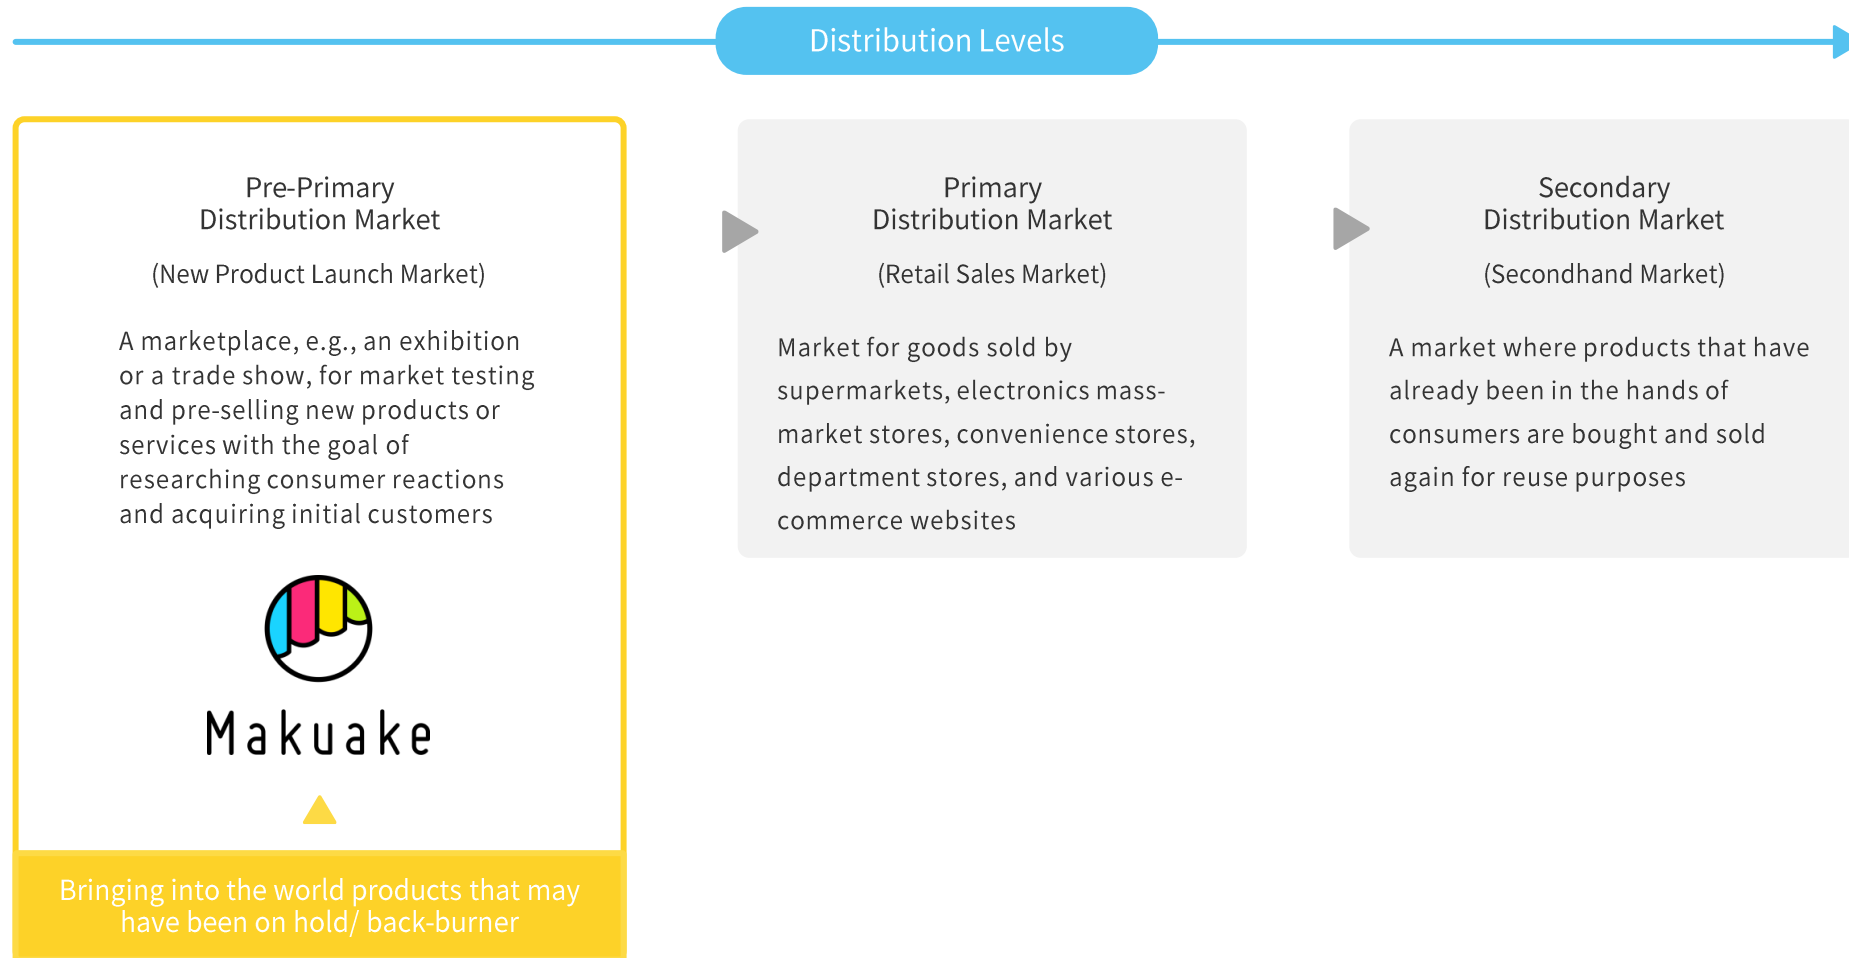 Distribution Levels
Pre-Primary
Distribution Market
(New Product Launch Market)
A marketplace, e.g., an exhibition
or a trade show, for market testing
and pre-selling new products or
services with the goal of
researching consumer reactions
and acquiring initial customers
Makuake
Bringing into the world products that may
have been on hold/ back-burner
Primary
Distribution Market
(Retail Sales Market)
Market for goods sold by
supermarkets, electronics mass-
market stores, convenience stores,
department stores, and various e-
commerce websites
Secondary
Distribution Market
(Secondhand Market)
A market where products that have
already been in the hands of
consumers are bought and sold
again for reuse purposes